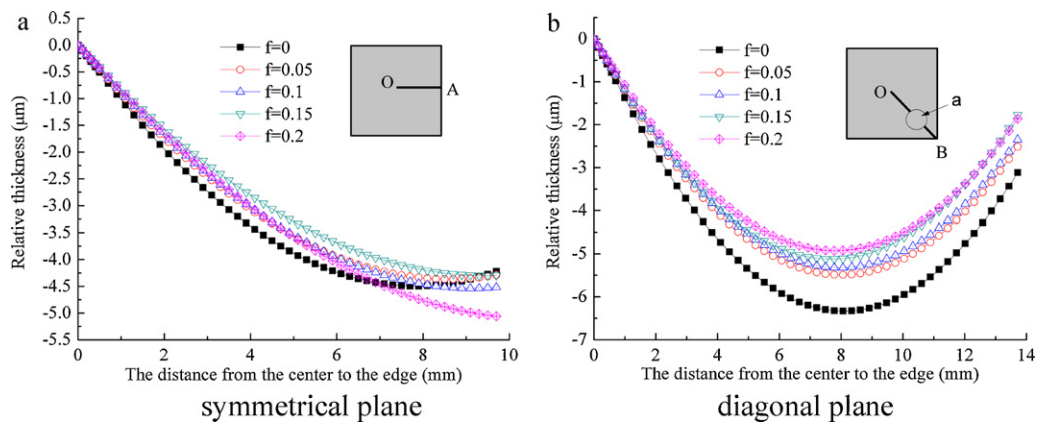 a
0.5
0.0
-0.5
-1.0
-1.5
-2.0
-2.5
-3.0
-3.5
-4.0
-4.5
-5.0
-5.5
Relative thickness (μm)
0 2 4 6 8 10
The distance from the center to the edge (mm)
f=0
f=0.05
f=0.1
f=0.15
f=0.2
O
A
symmetrical plane
b
0
-1
-2
-3
-4
-5
-6
-7
Relative thickness (μm)
0 2 4 6 8 10 12 14
The distance from the center to the edge (mm)
f=0
f=0.05
f=0.1
f=0.15
f=0.2
O
a
B
diagonal plane